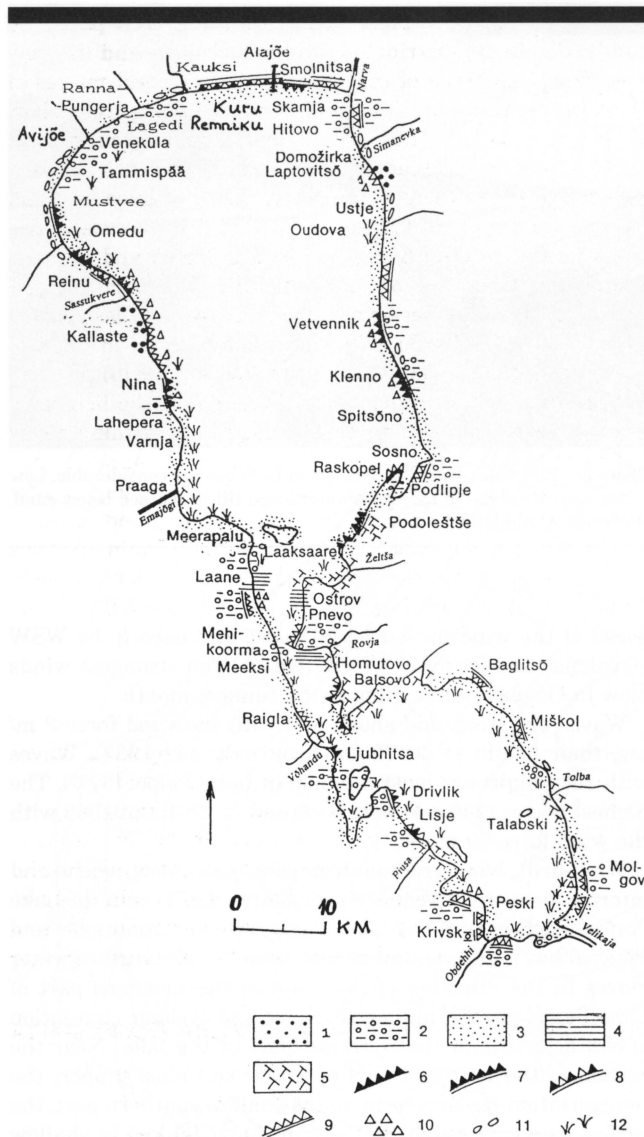 Alajõe
Kauksi
Smolnitsa
Narva
Ranna
Pungerja
Kuru
Skamja
Lagedi
Remniku
Hitovo
Avijõe
Simanevka
Veneküla
Domožirka
Tammispää
Laptovitsõ
Mustvee
Ustje
Omedu
Oudova
Reinu
Sassukvere
Vetvennik
Kallaste
Klenno
Nina
Spitsõno
Lahepera
Varnja
Sosno
Raskopel
Praaga
Podlipje
Emajõgi
Podoleštše
Meerapalu
Laaksaare
Želtša
Laane
Ostrov
Pnevo
Mehi-
koorma
Rovja
Meeksi
Homutovo
Baglitsõ
Batsovo
Raigla
Miškol
Võhandu
Ljubnitsa
Tolba
Drivlik
Lisje
Talabski
Piusa
Mol-
gov
Peski
Krivsk
Velikaja
Obdehhi
0 10
KM
1 2 3 4
5 6 7 8
9 10 11 12